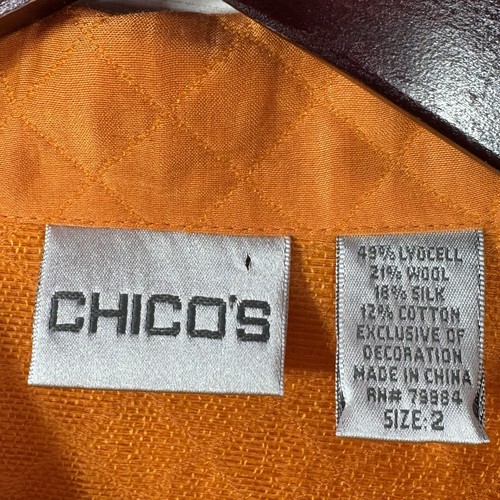 CHICO'S
49% LYOCELL
21% WOOL
18% SILK
12% COTTON
EXCLUSIVE OF
DECORATION
MADE IN CHINA
RN# 79984
SIZE: 2